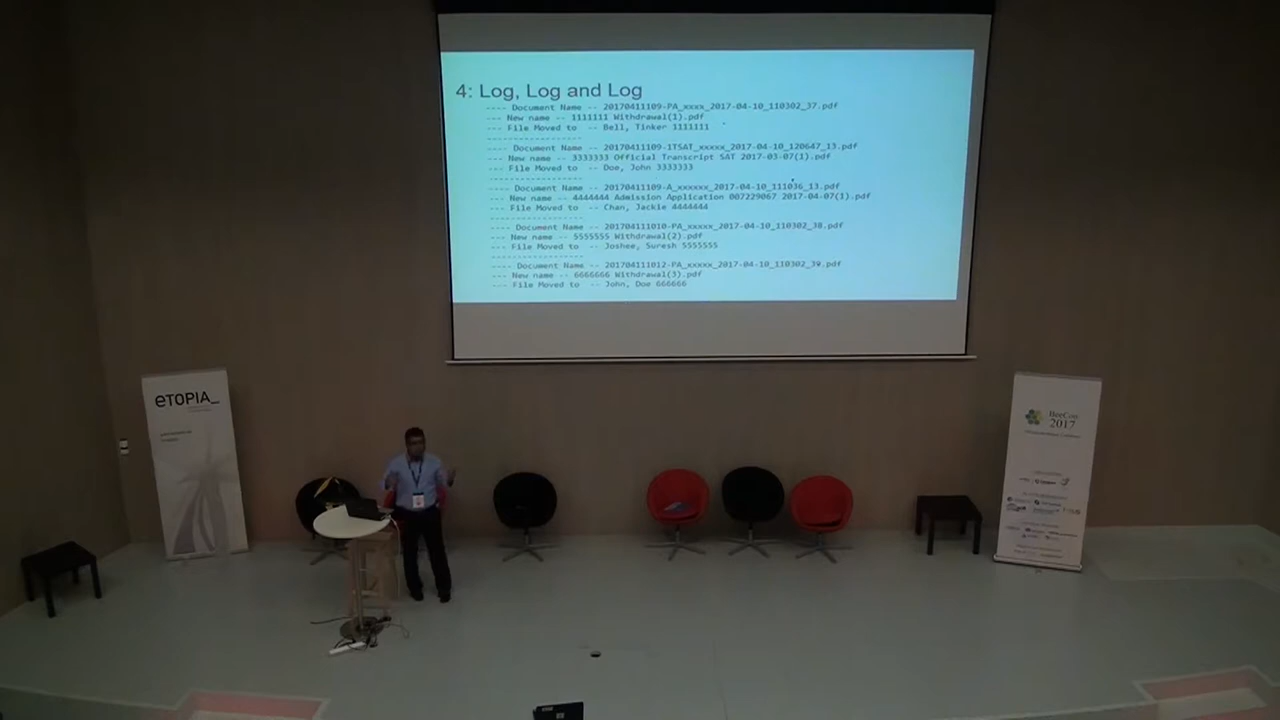 4: Log, Log and Log
---- Document Name -- 20170411109-PA_xxxx_2017-04-10_110302_37.pdf
--- New name -- 1111111 Withdrawal(1).pdf
--- File Moved to -- Bell, Tinker 1111111
------------------
---- Document Name -- 20170411109-1TSAT_xxxxx_2017-04-10_120647_13.pdf
--- New name -- 3333333 Official Transcript SAT 2017-03-07(1).pdf
--- File Moved to -- Doe, John 3333333
------------------
---- Document Name -- 20170411109-A_xxxxxx_2017-04-10_111036_13.pdf
--- New name -- 4444444 Admission Application 007229067 2017-04-07(1).pdf
--- File Moved to -- Chan, Jackie 4444444
------------------
---- Document Name -- 201704111010-PA_xxxxx_2017-04-10_110302_38.pdf
--- New name -- 5555555 Withdrawal(2).pdf
--- File Moved to -- Joshee, Suresh 5555555
------------------
---- Document Name -- 201704111012-PA_xxxxx_2017-04-10_110302_39.pdf
--- New name -- 6666666 Withdrawal(3).pdf
--- File Moved to -- John, Doe 666666
eTOPIA_
BeeCon
2017